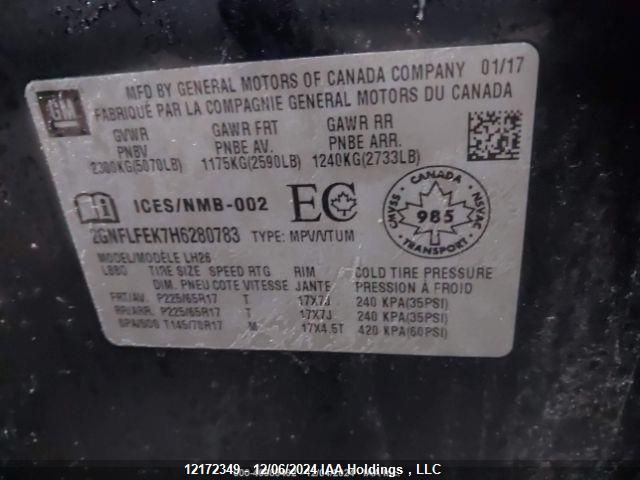 GM
MFD BY GENERAL MOTORS OF CANADA COMPANY 01/17
FABRIQUÉ PAR LA COMPAGNIE GENERAL MOTORS DU CANADA
GVWR GAWR FRT GAWR RR
PNBV PNBE AV. PNBE ARR.
2300KG(5070LB) 1175KG(2590LB) 1240KG(2733LB)
ICES/NMB-002 EC
CANADA
CMVSS 985 NSVAC
TRANSPORT
2GNFLFEK7H6280783 TYPE: MPV/VTUM
MODEL/MODÈLE LH26
TIRE SIZE SPEED RTG RIM COLD TIRE PRESSURE
DIM. PNEU COTE VITESSE JANTE PRESSION À FROID
FRT/AV. P225/65R17 T 17X7J 240 KPA(35PSI)
RR/ARR. P225/65R17 T 17X7J 240 KPA(35PSI)
SPA/SOS T145/70R17 M 17X4.5T 420 KPA(60PSI)
12172349 - 12/06/2024 IAA Holdings , LLC